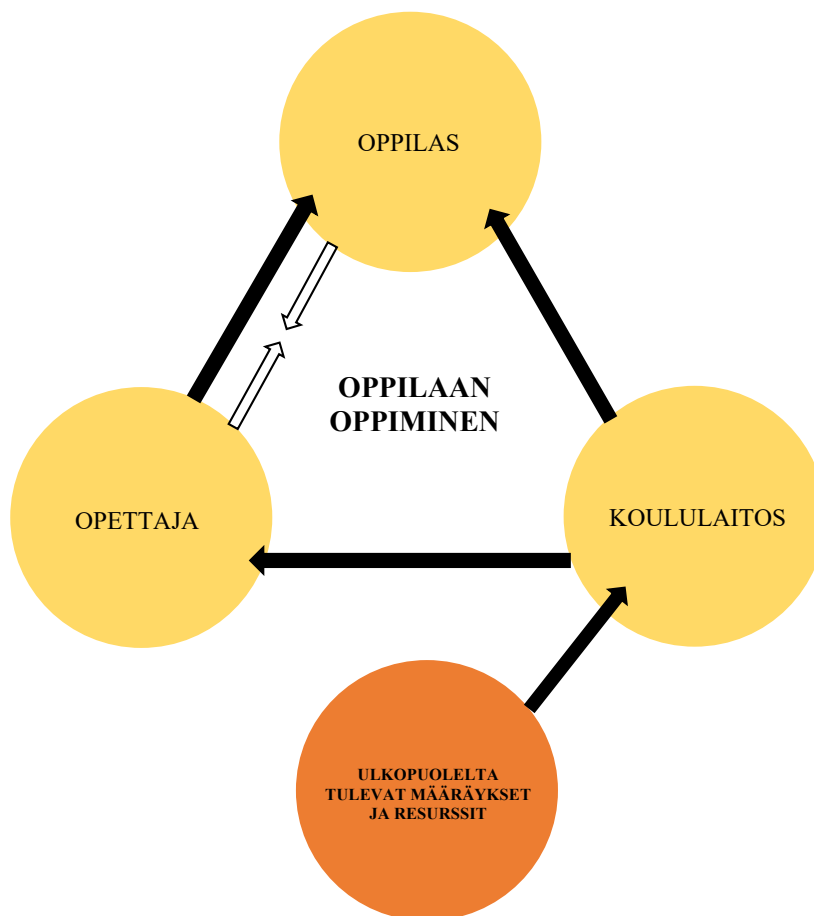 OPPILAS
OPPILAAN
OPPIMINEN
OPETTAJA
KOULULAITOS
ULKOPUOLELTA
TULEVAT MÄÄRÄYKSET
JA RESURSSIT